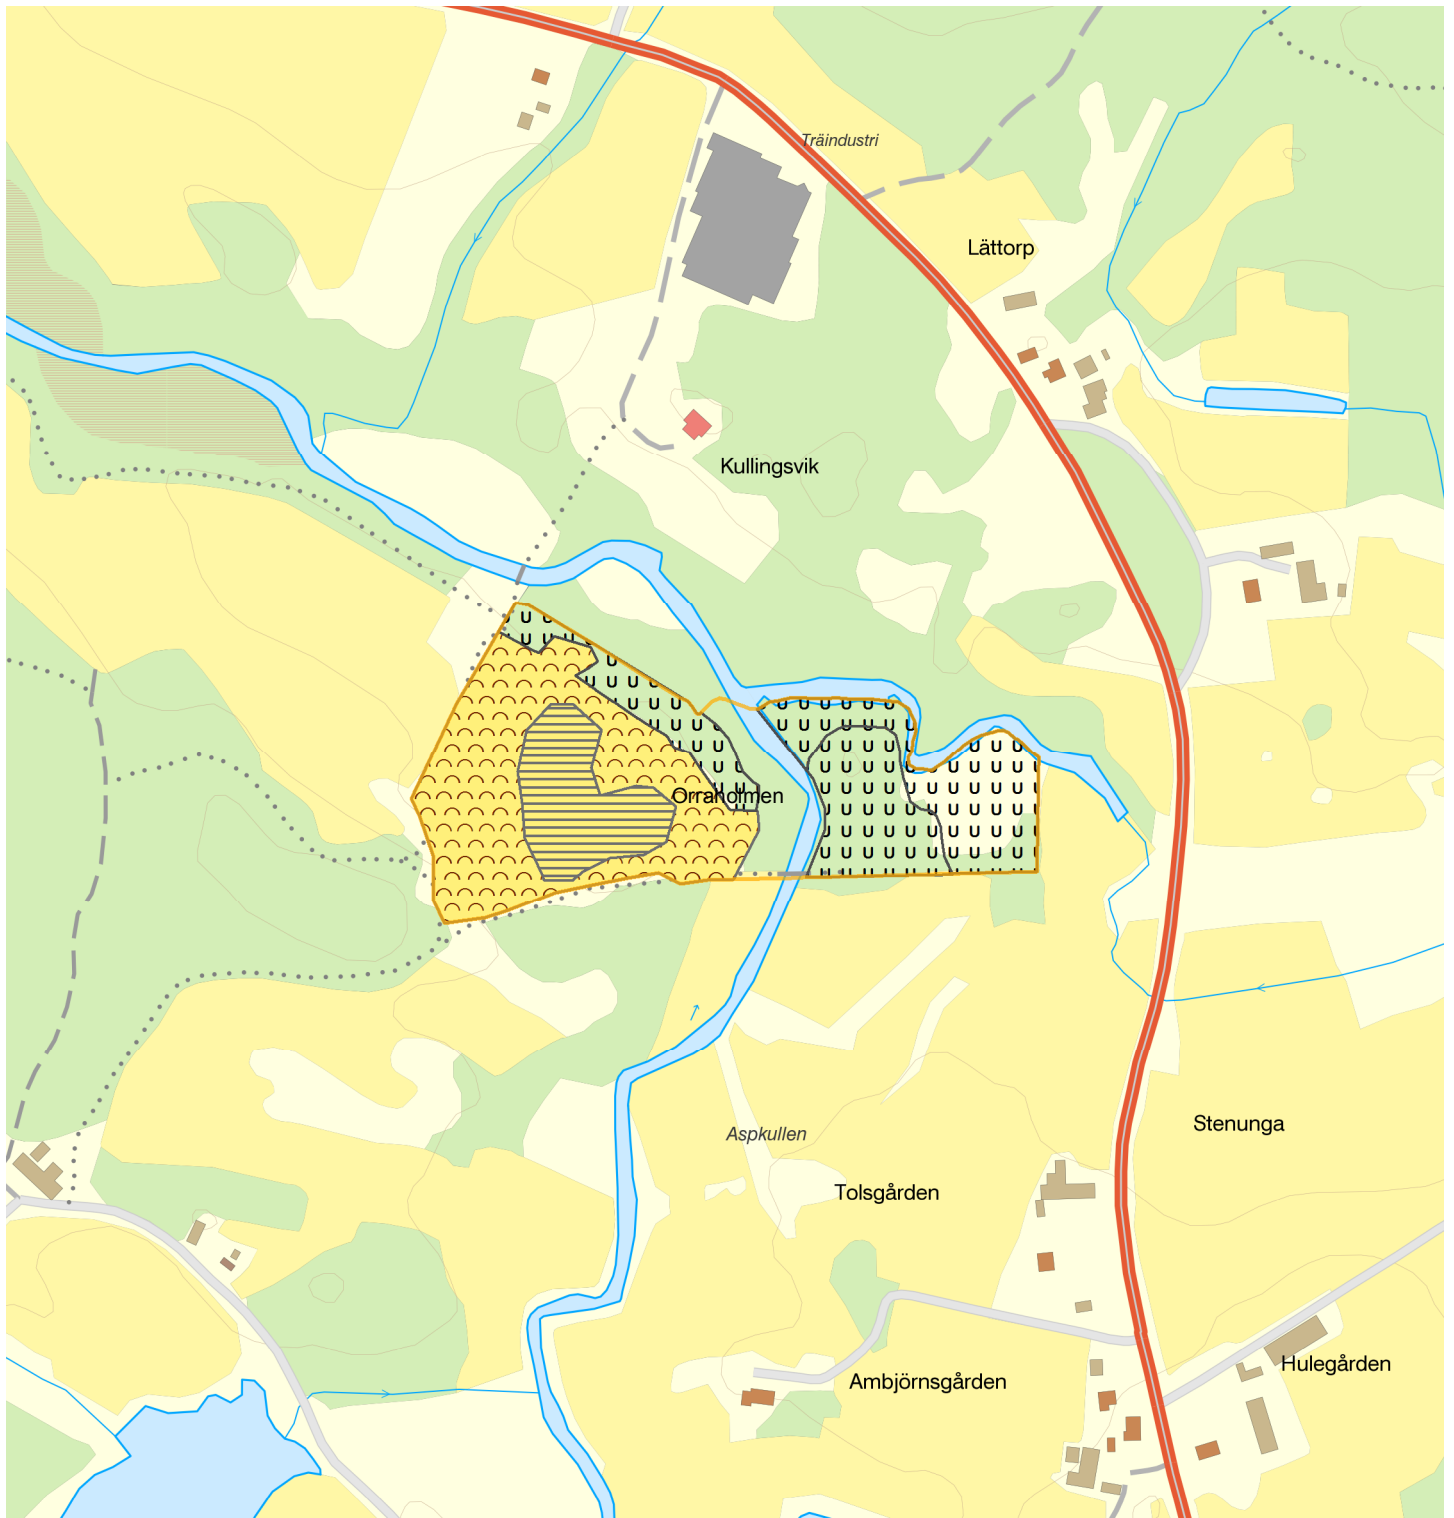 Träindustri
Lättorp
Kullingsvik
Orraholmen
Aspkullen
Stenunga
Tolsgården
Hulegården
Ambjörnsgården